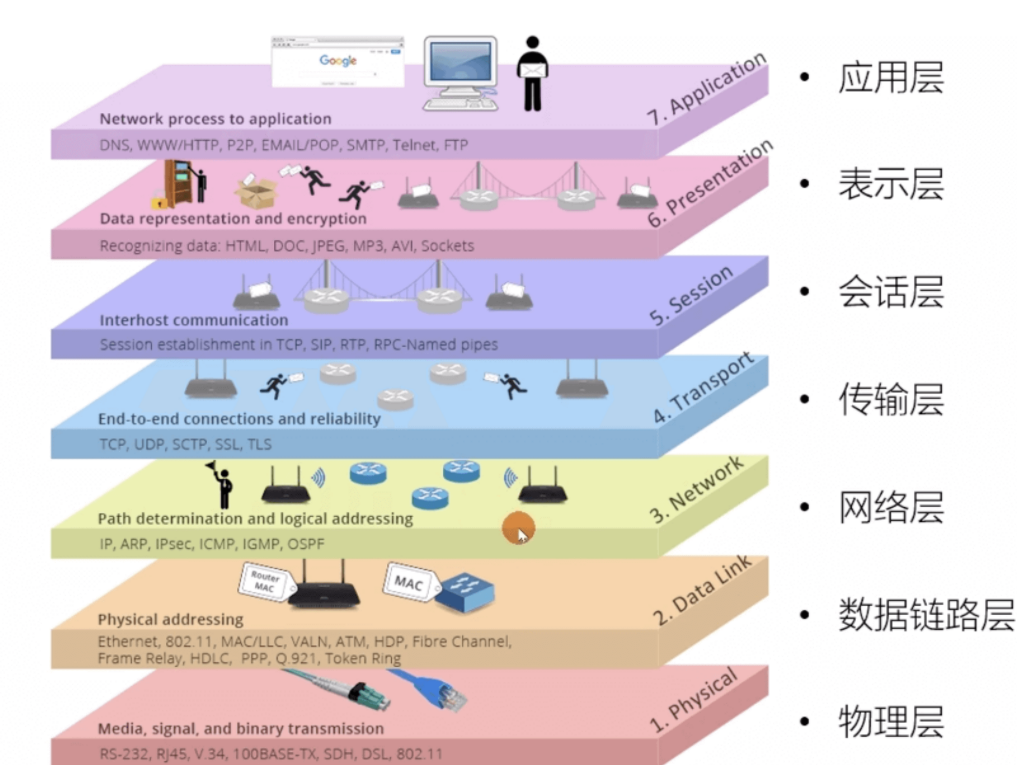 Google
7. Application
应用层
Network process to application
DNS, WWW/HTTP, P2P, EMAIL/POP, SMTP, Telnet, FTP
6. Presentation
表示层
Data representation and encryption
Recognizing data: HTML, DOC, JPEG, MP3, AVI, Sockets
5. Session
会话层
Interhost communication
Session establishment in TCP, SIP, RTP, RPC-Named pipes
4. Transport
传输层
End-to-end connections and reliability
TCP, UDP, SCTP, SSL, TLS
3. Network
网络层
Path determination and logical addressing
IP, ARP, IPsec, ICMP, IGMP, OSPF
2. Data Link
数据链路层
Router
MAC
MAC
Physical addressing
Ethernet, 802.11, MAC/LLC, VALN, ATM, HDP, Fibre Channel,
Frame Relay, HDLC, PPP, Q.921, Token Ring
1. Physical
物理层
Media, signal, and binary transmission
RS-232, RJ45, V.34, 100BASE-TX, SDH, DSL, 802.11